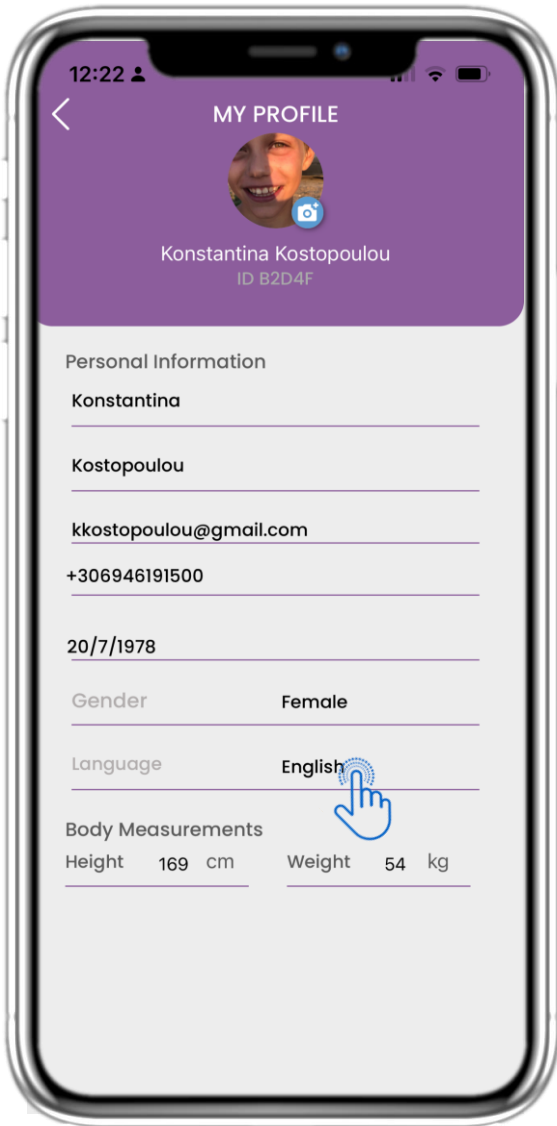 12:22
MY PROFILE
Konstantina Kostopoulou
ID B2D4F
Personal Information
Konstantina
Kostopoulou
kkostopoulou@gmail.com
+306946191500
20/7/1978
Gender Female
Language English
Body Measurements
Height 169 cm Weight 54 kg